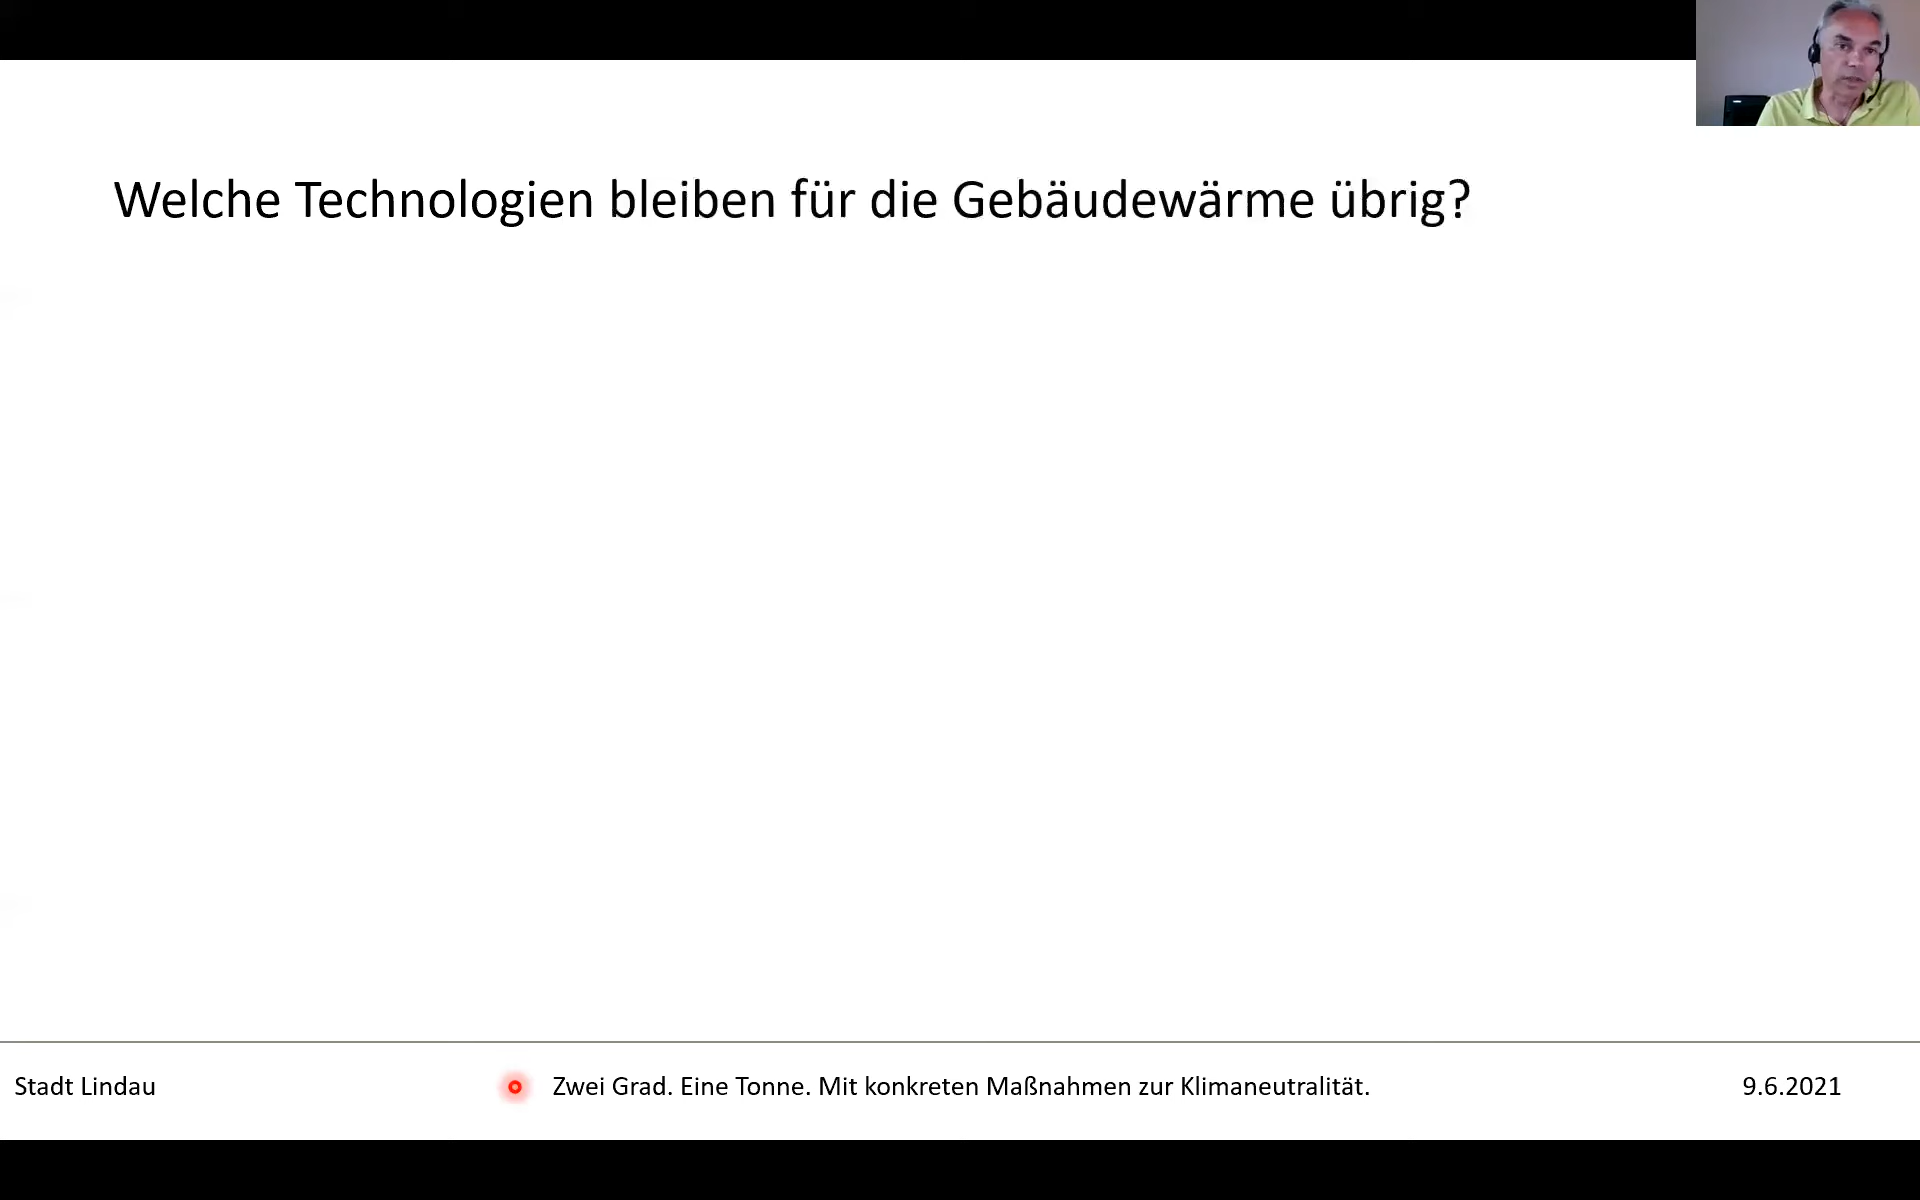 Welche Technologien bleiben für die Gebäudewärme übrig?
Stadt Lindau
Zwei Grad. Eine Tonne. Mit konkreten Maßnahmen zur Klimaneutralität.
9.6.2021